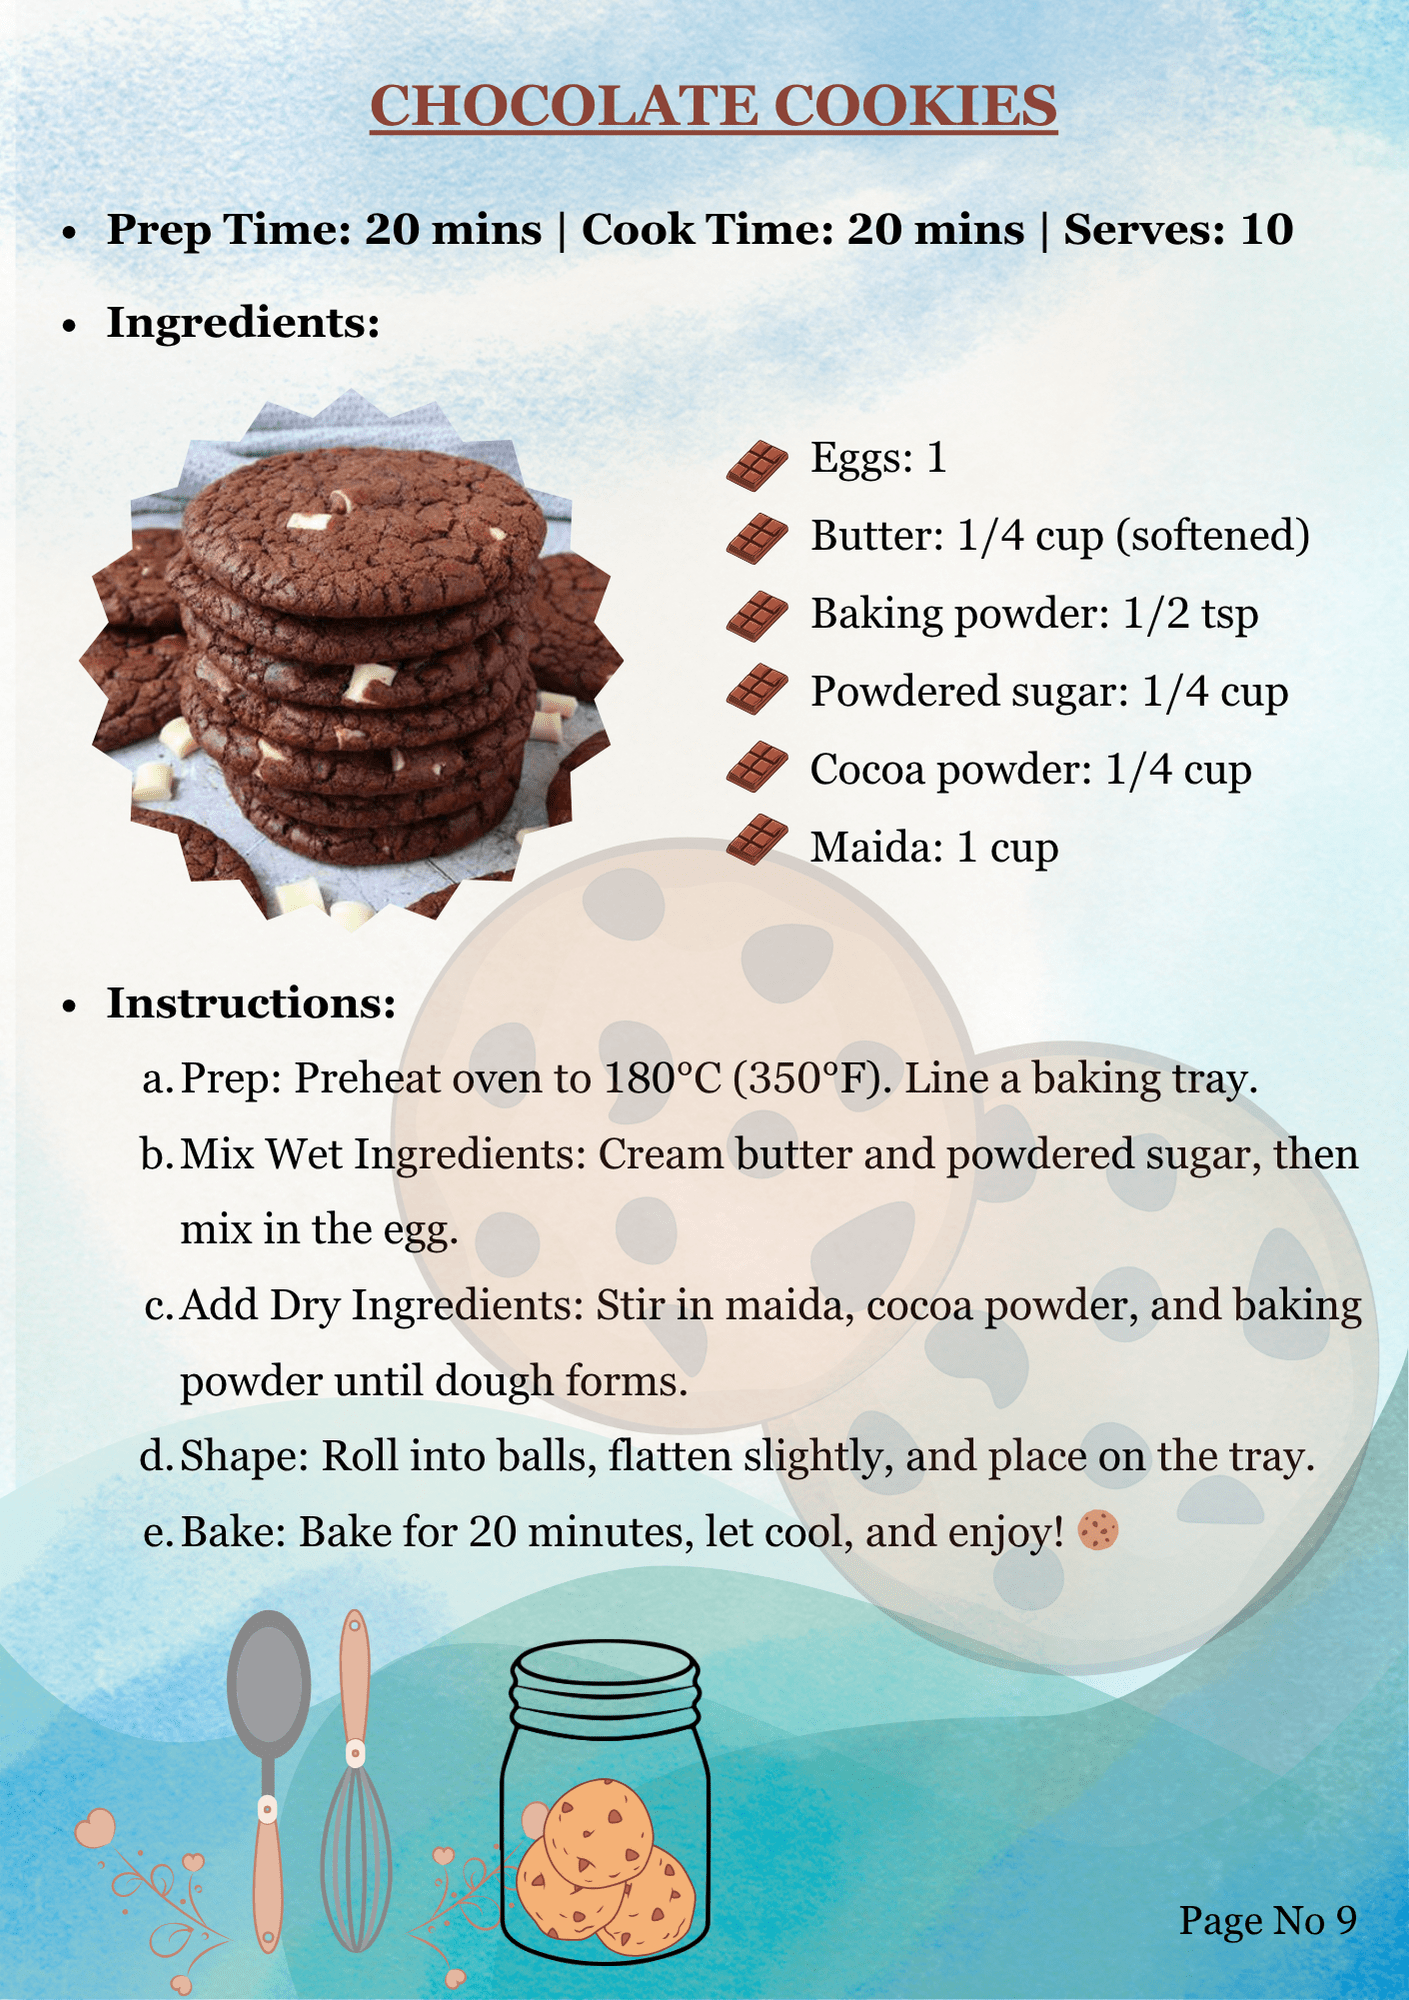 CHOCOLATE COOKIES
• Prep Time: 20 mins | Cook Time: 20 mins | Serves: 10
• Ingredients:
Eggs: 1
Butter: 1/4 cup (softened)
Baking powder: 1/2 tsp
Powdered sugar: 1/4 cup
Cocoa powder: 1/4 cup
Maida: 1 cup
• Instructions:
a. Prep: Preheat oven to 180°C (350°F). Line a baking tray.
b. Mix Wet Ingredients: Cream butter and powdered sugar, then
mix in the egg.
c. Add Dry Ingredients: Stir in maida, cocoa powder, and baking
powder until dough forms.
d. Shape: Roll into balls, flatten slightly, and place on the tray.
e. Bake: Bake for 20 minutes, let cool, and enjoy! 🍪
Page No 9